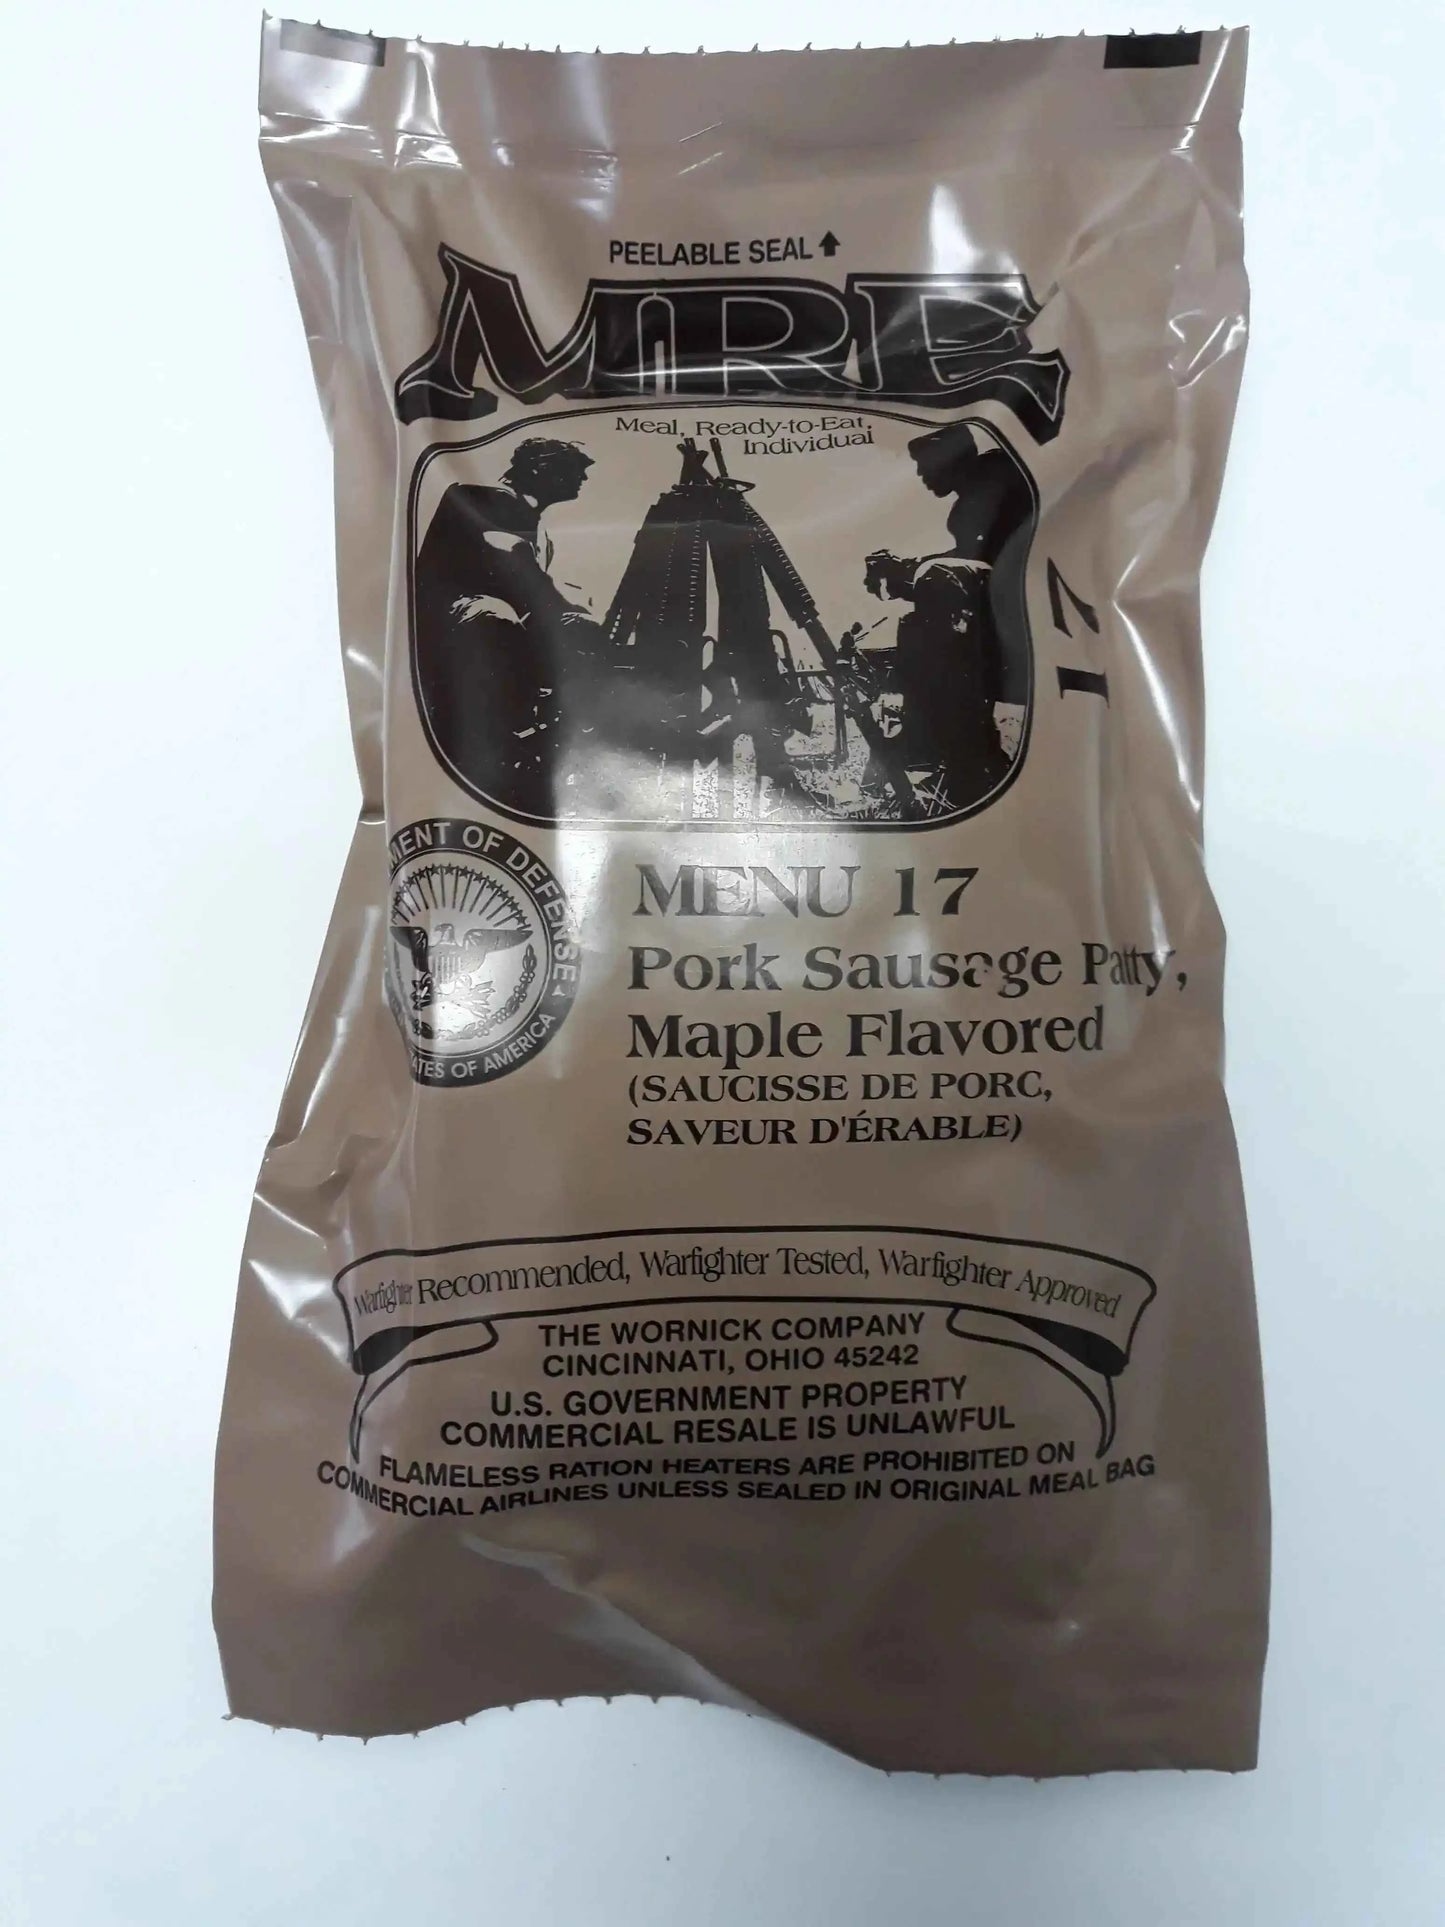 PEELABLE SEAL
MRE
Meal, Ready-to-Eat,
Individual
17
MENT OF DEFENSE
TES OF AMERICA
MENU 17
Pork Sausage Patty,
Maple Flavored
(SAUCISSE DE PORC,
SAVEUR D'ÉRABLE)
Warfighter Recommended, Warfighter Tested, Warfighter Approved
THE WORNICK COMPANY
CINCINNATI, OHIO 45242
U.S. GOVERNMENT PROPERTY
COMMERCIAL RESALE IS UNLAWFUL
FLAMELESS RATION HEATERS ARE PROHIBITED ON
COMMERCIAL AIRLINES UNLESS SEALED IN ORIGINAL MEAL BAG